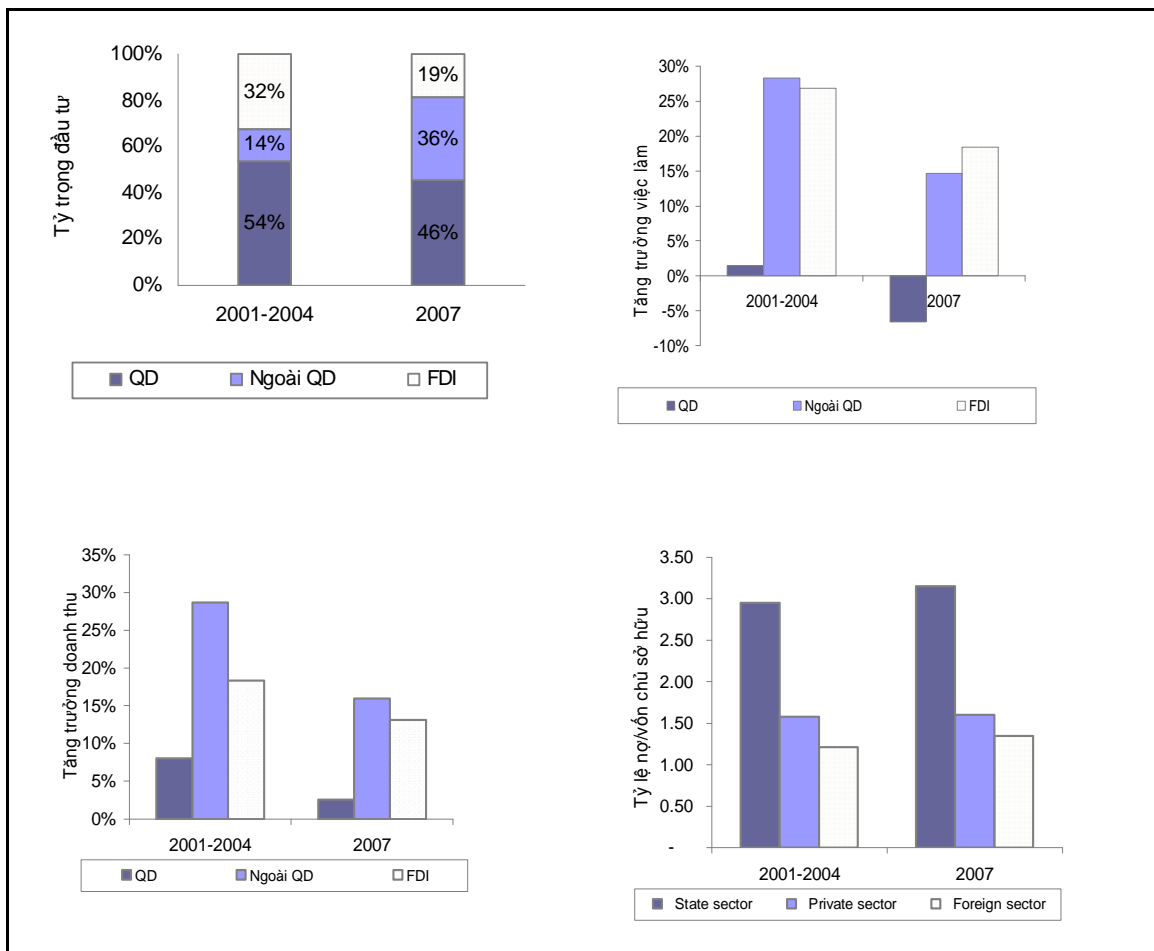 Tỷ trọng đầu tư
100%
80%
60%
40%
20%
0%
32%
14%
54%
19%
36%
46%
2001-2004
2007
QD
Ngoài QD
FDI
Tăng trưởng việc làm
30%
25%
20%
15%
10%
5%
0%
-5%
-10%
2001-2004
2007
QD
Ngoài QD
FDI
Tăng trưởng doanh thu
35%
30%
25%
20%
15%
10%
5%
0%
2001-2004
2007
QD
Ngoài QD
FDI
Tỷ lệ nợ/vốn chủ sở hữu
3.50
3.00
2.50
2.00
1.50
1.00
0.50
-
2001-2004
2007
State sector
Private sector
Foreign sector